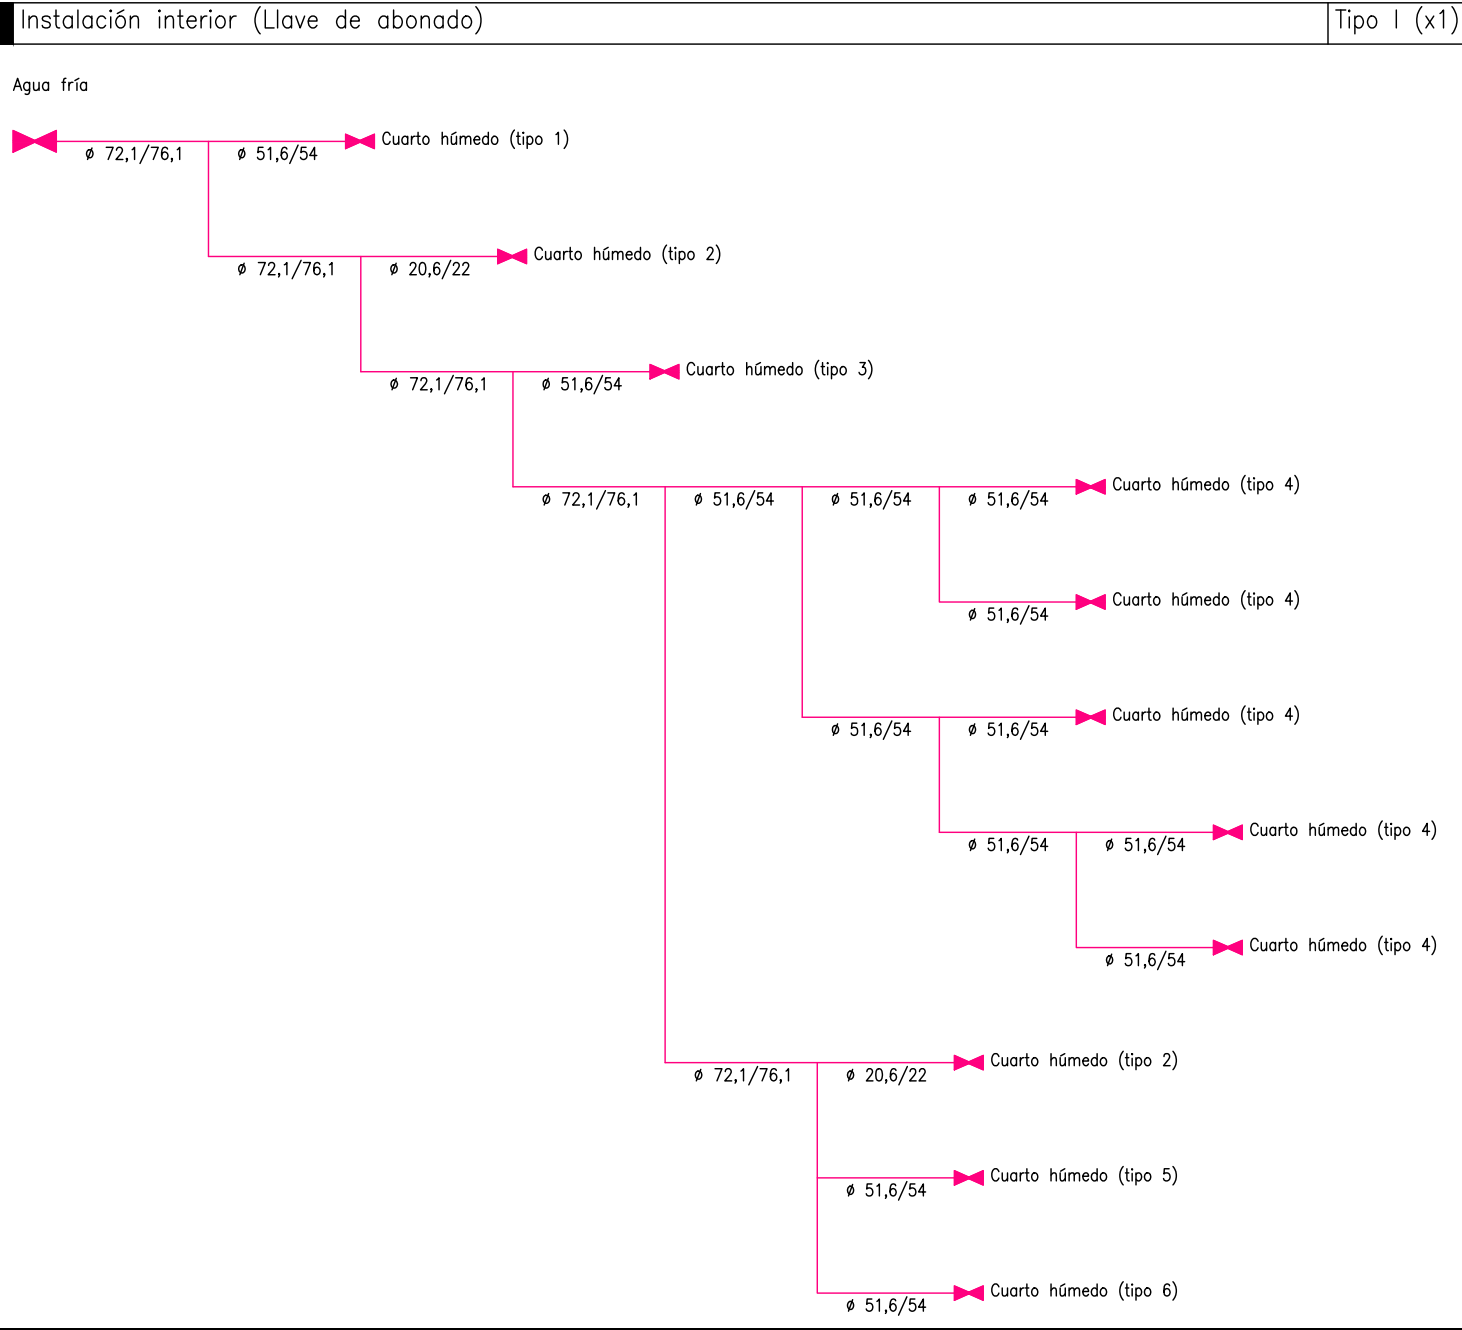 Instalación interior (Llave de abonado) Tipo I (x1)
Agua fría
Cuarto húmedo (tipo 1)
ø 72,1/76,1 ø 51,6/54
Cuarto húmedo (tipo 2)
ø 72,1/76,1 ø 20,6/22
Cuarto húmedo (tipo 3)
ø 72,1/76,1 ø 51,6/54
Cuarto húmedo (tipo 4)
ø 72,1/76,1 ø 51,6/54 ø 51,6/54 ø 51,6/54
Cuarto húmedo (tipo 4)
ø 51,6/54
Cuarto húmedo (tipo 4)
ø 51,6/54 ø 51,6/54
Cuarto húmedo (tipo 4)
ø 51,6/54 ø 51,6/54
Cuarto húmedo (tipo 4)
ø 51,6/54
Cuarto húmedo (tipo 2)
ø 72,1/76,1 ø 20,6/22
Cuarto húmedo (tipo 5)
ø 51,6/54
Cuarto húmedo (tipo 6)
ø 51,6/54